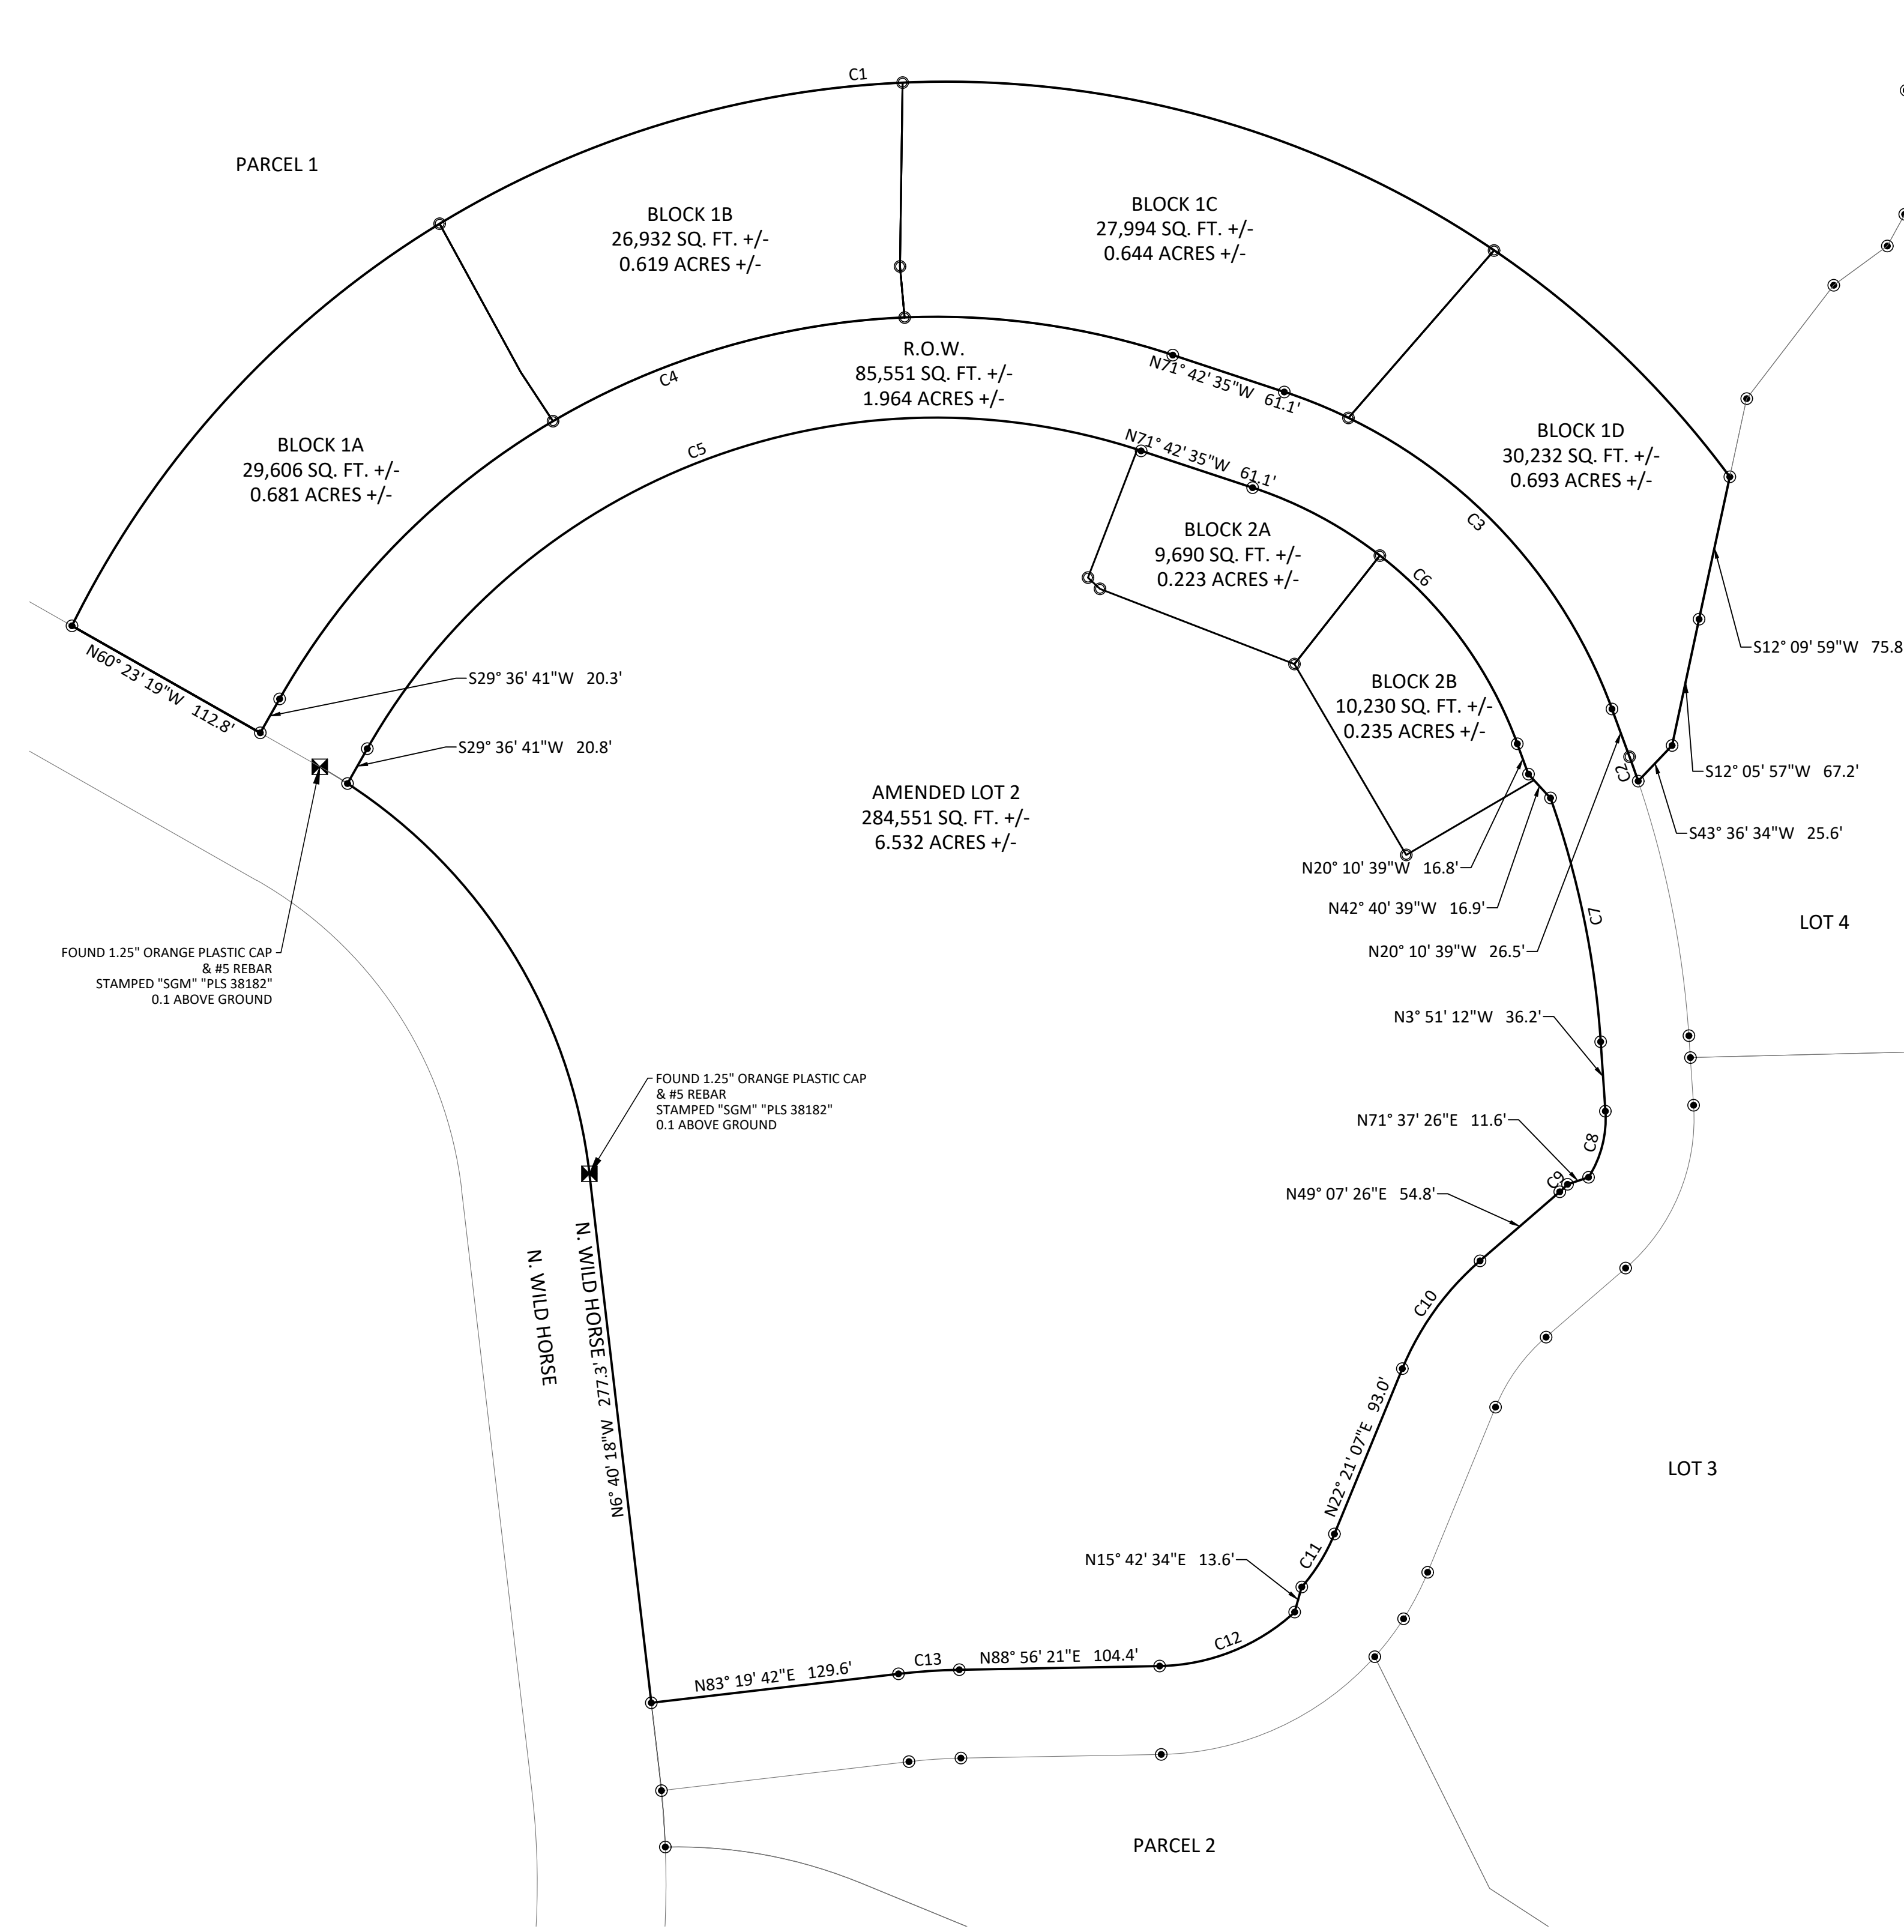 C1
PARCEL 1
BLOCK 1B
26,932 SQ. FT. +/-
0.619 ACRES +/-
BLOCK 1C
27,994 SQ. FT. +/-
0.644 ACRES +/-
R.O.W.
85,551 SQ. FT. +/-
1.964 ACRES +/-
C4
N71° 42' 35"W 61.1'
BLOCK 1A
29,606 SQ. FT. +/-
0.681 ACRES +/-
C5
N71° 42' 35"W 61.1'
BLOCK 1D
30,232 SQ. FT. +/-
0.693 ACRES +/-
C3
BLOCK 2A
9,690 SQ. FT. +/-
0.223 ACRES +/-
C6
N60° 23' 19"W 112.8'
S29° 36' 41"W 20.3'
S29° 36' 41"W 20.8'
S12° 09' 59"W 75.8
BLOCK 2B
10,230 SQ. FT. +/-
0.235 ACRES +/-
C2
S12° 05' 57"W 67.2'
AMENDED LOT 2
284,551 SQ. FT. +/-
6.532 ACRES +/-
S43° 36' 34"W 25.6'
N20° 10' 39"W 16.8'
N42° 40' 39"W 16.9'
C7
LOT 4
N20° 10' 39"W 26.5'
FOUND 1.25" ORANGE PLASTIC CAP
& #5 REBAR
STAMPED "SGM" "PLS 38182"
0.1 ABOVE GROUND
N3° 51' 12"W 36.2'
FOUND 1.25" ORANGE PLASTIC CAP
& #5 REBAR
STAMPED "SGM" "PLS 38182"
0.1 ABOVE GROUND
N71° 37' 26"E 11.6'
C8
C9
N49° 07' 26"E 54.8'
N. WILD HORSE
N. WILD HORSE
N6° 40' 18"W 277.3'
C10
N22° 21' 07"E 93.0'
LOT 3
N15° 42' 34"E 13.6'
C11
C12
N83° 19' 42"E 129.6'
C13
N88° 56' 21"E 104.4'
PARCEL 2